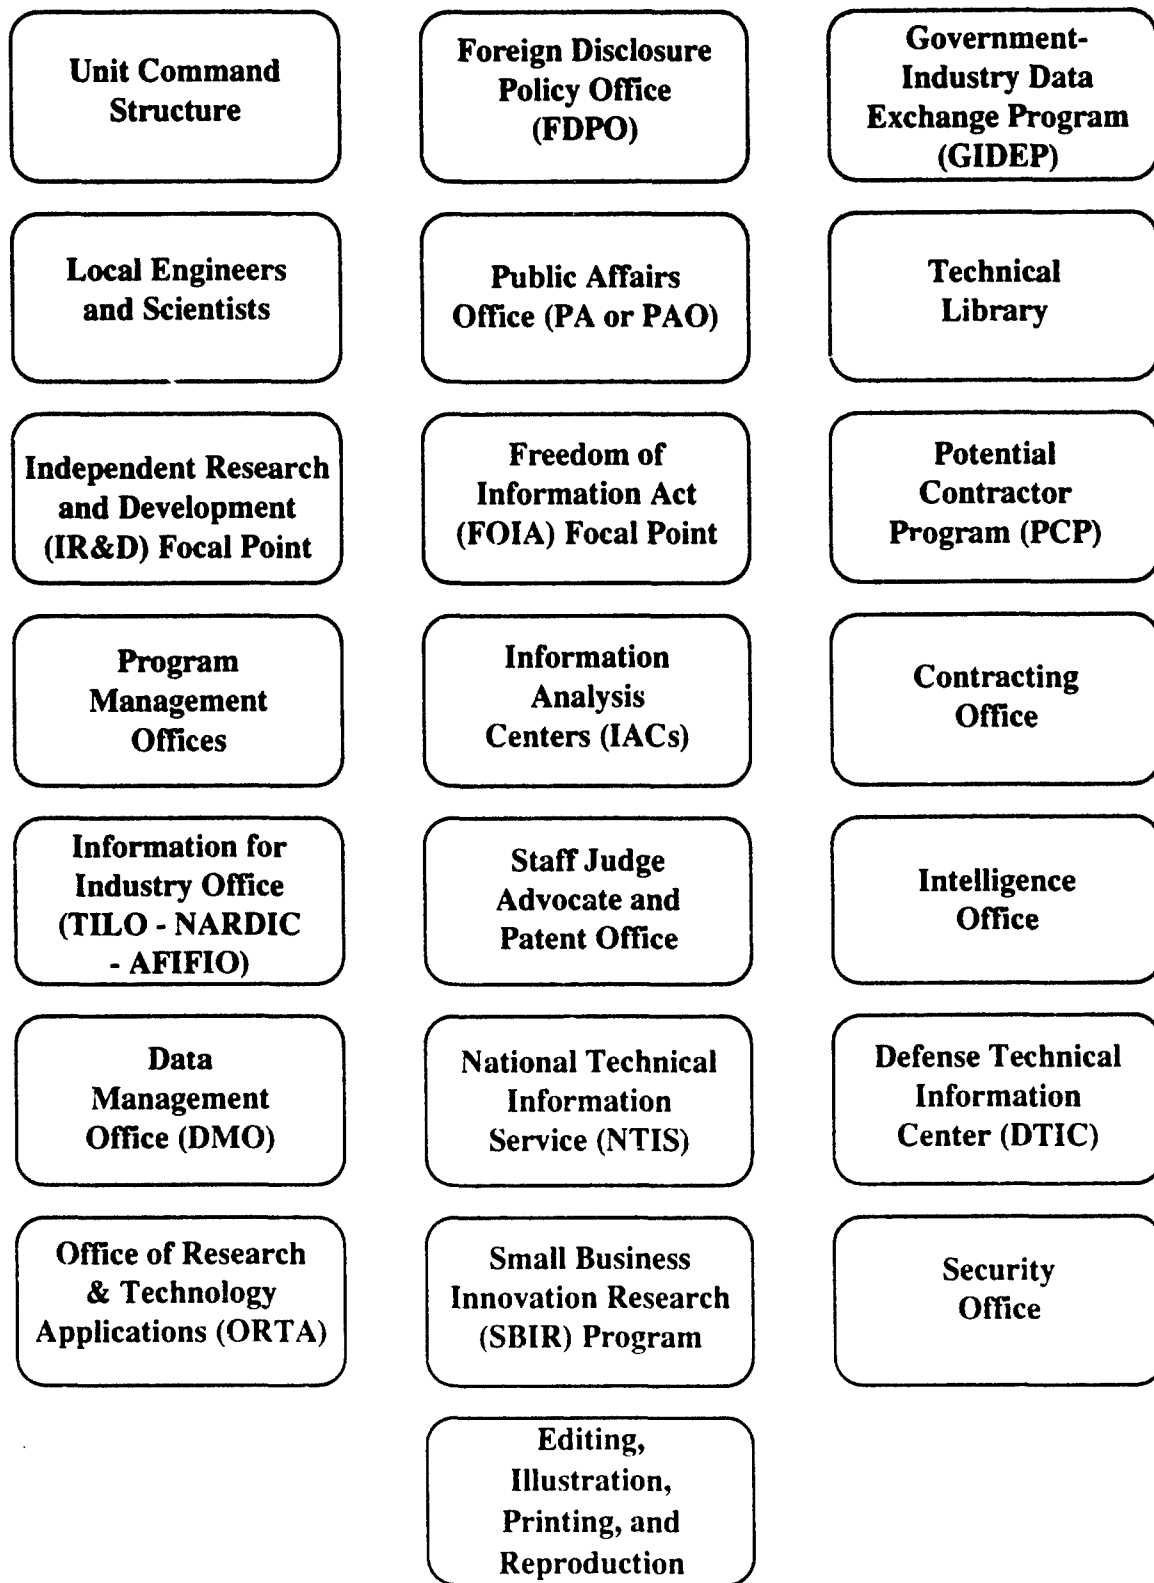 Unit Command
Structure
Foreign Disclosure
Policy Office
(FDPO)
Government-
Industry Data
Exchange Program
(GIDEP)
Local Engineers
and Scientists
Public Affairs
Office (PA or PAO)
Technical
Library
Independent Research
and Development
(IR&D) Focal Point
Freedom of
Information Act
(FOIA) Focal Point
Potential
Contractor
Program (PCP)
Program
Management
Offices
Information
Analysis
Centers (IACs)
Contracting
Office
Information for
Industry Office
(TILO - NARDIC
- AFIFIO)
Staff Judge
Advocate and
Patent Office
Intelligence
Office
Data
Management
Office (DMO)
National Technical
Information
Service (NTIS)
Defense Technical
Information
Center (DTIC)
Office of Research
& Technology
Applications (ORTA)
Small Business
Innovation Research
(SBIR) Program
Security
Office
Editing,
Illustration,
Printing, and
Reproduction